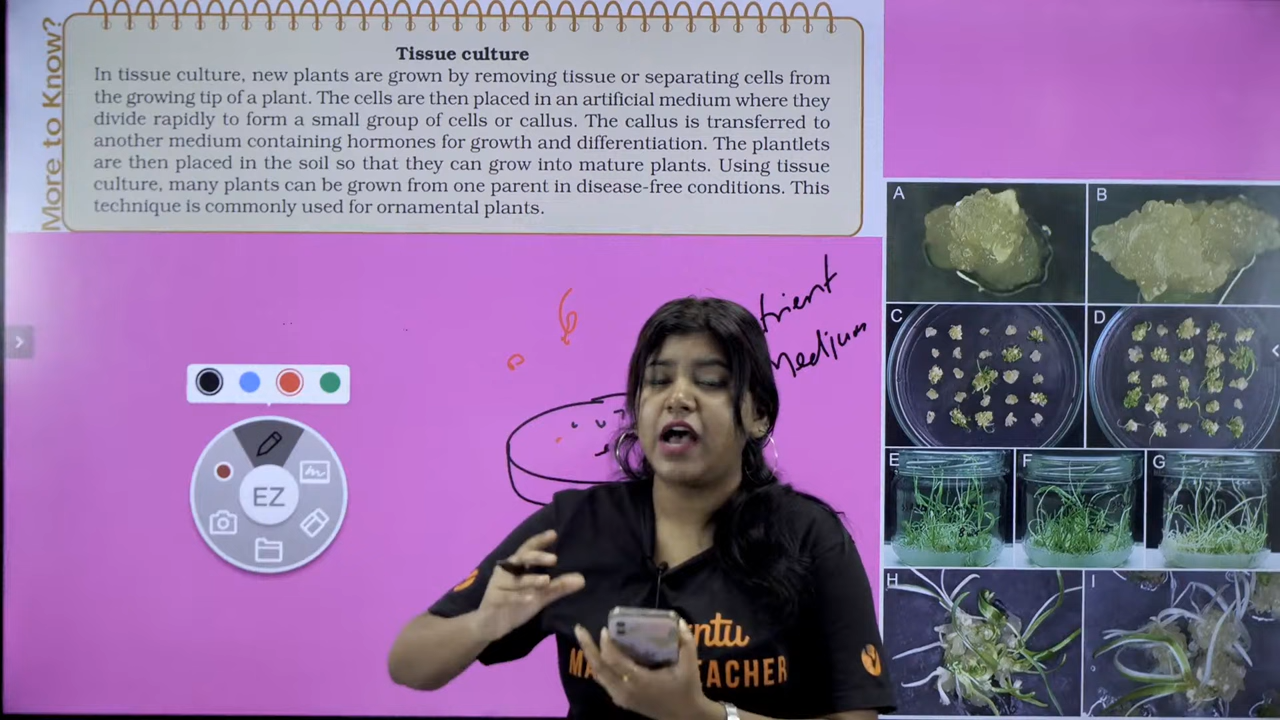 More to Know?
Tissue culture
In tissue culture, new plants are grown by removing tissue or separating cells from
the growing tip of a plant. The cells are then placed in an artificial medium where they
divide rapidly to form a small group of cells or callus. The callus is transferred to
another medium containing hormones for growth and differentiation. The plantlets
are then placed in the soil so that they can grow into mature plants. Using tissue
culture, many plants can be grown from one parent in disease-free conditions. This
technique is commonly used for ornamental plants.
trient
Medium
EZ
A
B
C
D
E
F
G
H
I
ntu
MA
EACHER